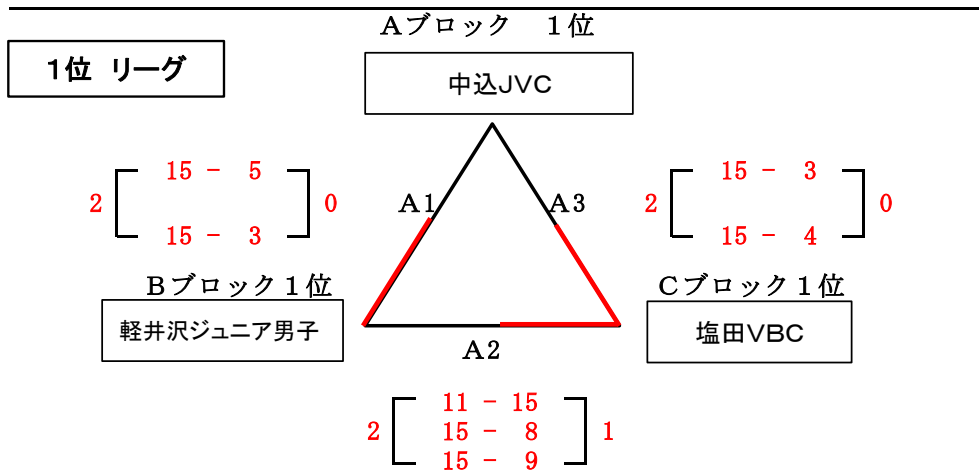 Aブロック 1位
1位 リーグ
中込JVC
15 - 5
2 0
15 - 3
A1
A3
15 - 3
2 0
15 - 4
Bブロック1位
軽井沢ジュニア男子
Cブロック1位
塩田VBC
A2
11 - 15
2 15 - 8 1
15 - 9